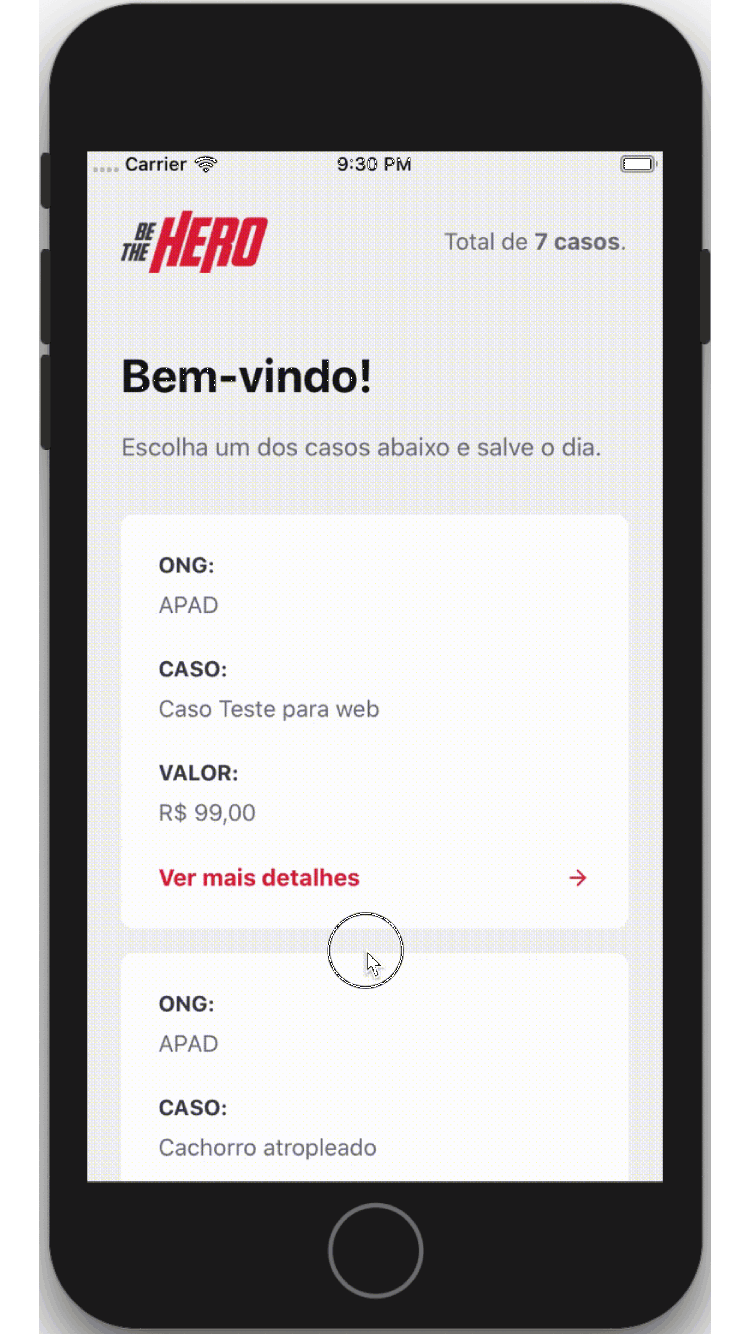 Carrier 9:30 PM
BE THE HERO Total de 7 casos.
Bem-vindo!
Escolha um dos casos abaixo e salve o dia.
ONG:
APAD
CASO:
Caso Teste para web
VALOR:
R$ 99,00
Ver mais detalhes →
ONG:
APAD
CASO:
Cachorro atropleado